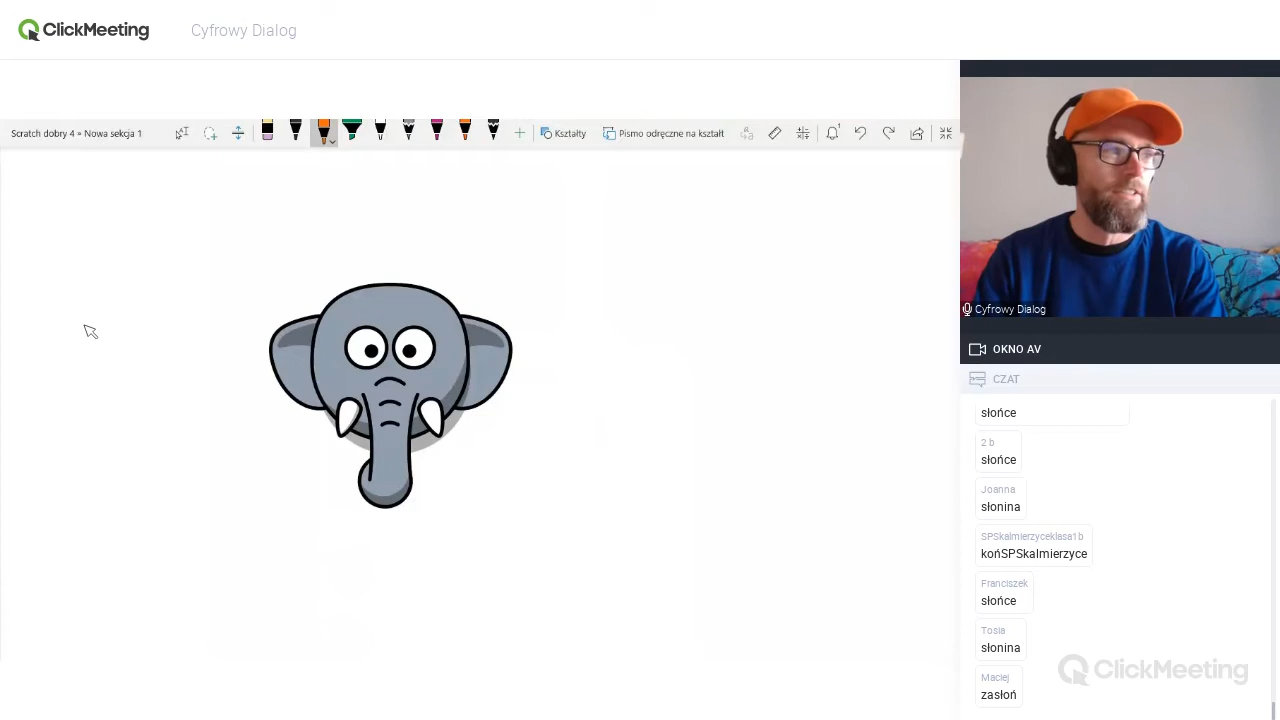 ClickMeeting
Cyfrowy Dialog
Scratch dobry 4 » Nowa sekcja 1
Kształty
Pismo odręczne na kształt
Cyfrowy Dialog
OKNO AV
CZAT
słońce
2 b
słońce
Joanna
słonina
SPSkalmierzyceklasa1b
końSPSkalmierzyce
Franciszek
słońce
Tosia
słonina
Maciej
zasłoń
ClickMeeting